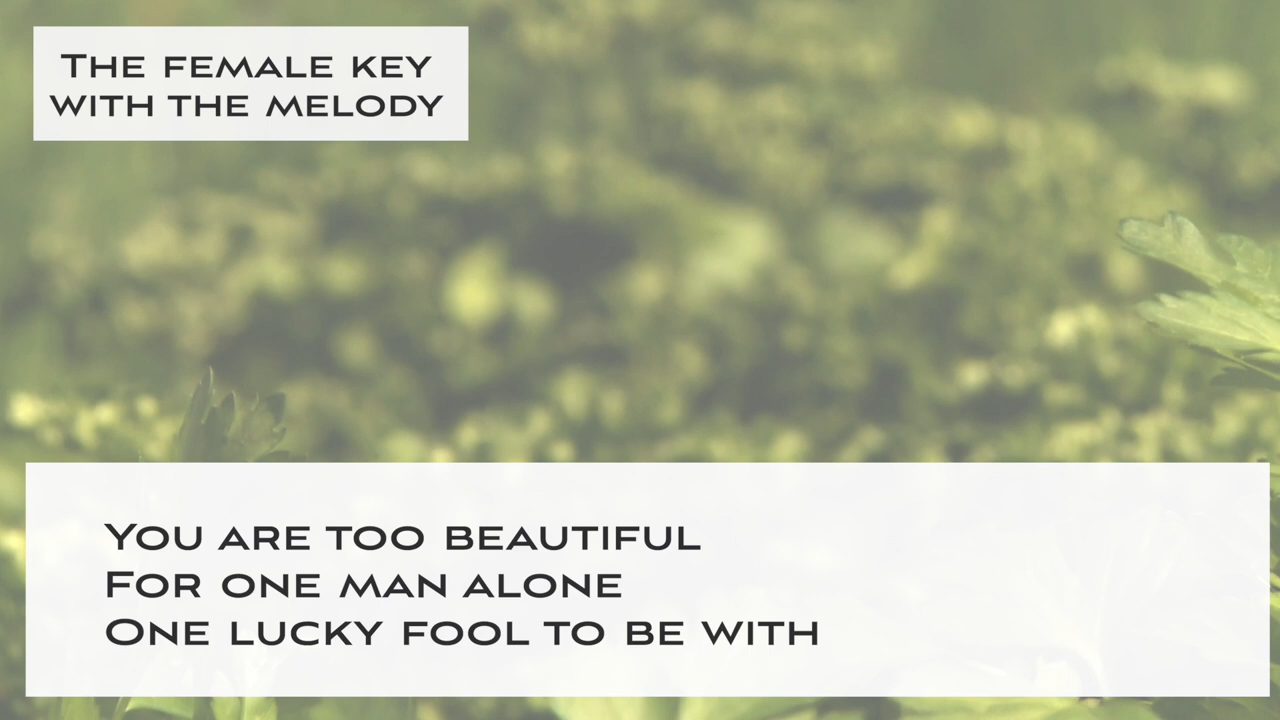 The female key
with the melody
You are too beautiful
For one man alone
One lucky fool to be with